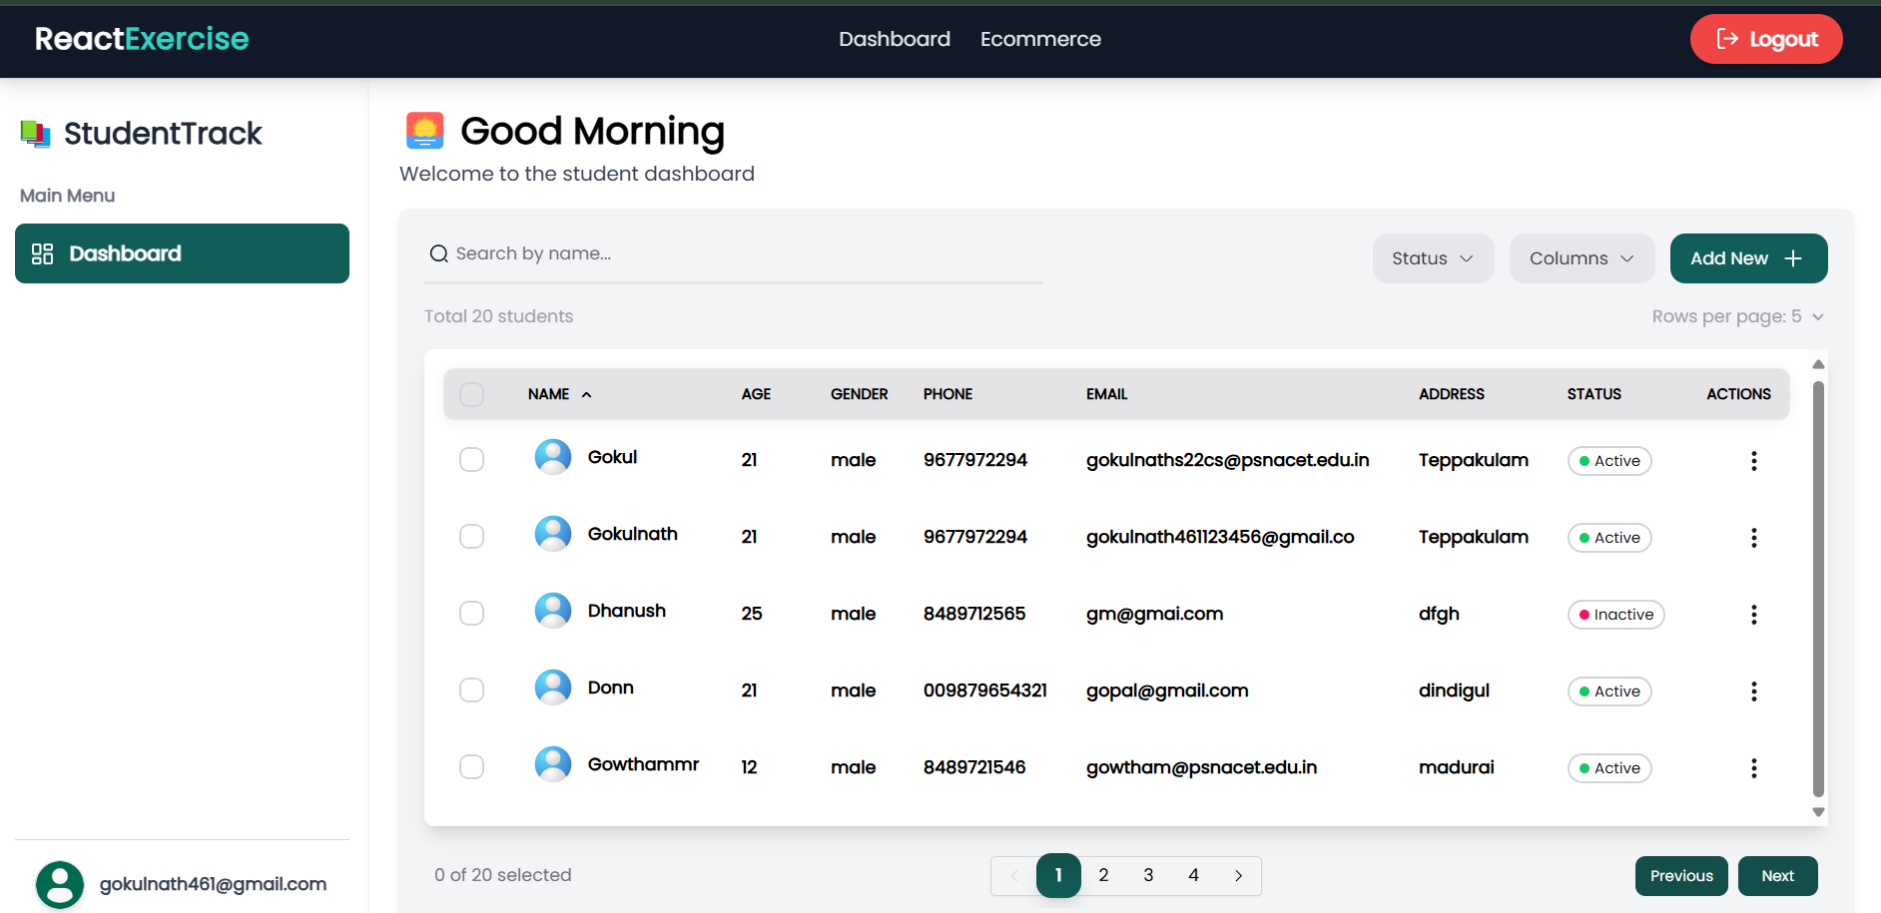 ReactExercise
Dashboard Ecommerce
Logout
StudentTrack
Main Menu
Dashboard
Good Morning
Welcome to the student dashboard
Search by name...
Status
Columns
Add New
Total 20 students
Rows per page: 5
NAME AGE GENDER PHONE EMAIL ADDRESS STATUS ACTIONS
Gokul 21 male 9677972294 gokulnaths22cs@psnacet.edu.in Teppakulam Active
Gokulnath 21 male 9677972294 gokulnath461123456@gmail.co Teppakulam Active
Dhanush 25 male 8489712565 gm@gmai.com dfgh Inactive
Donn 21 male 009879654321 gopal@gmail.com dindigul Active
Gowthammr 12 male 8489721546 gowtham@psnacet.edu.in madurai Active
0 of 20 selected
1 2 3 4
Previous Next
gokulnath461@gmail.com